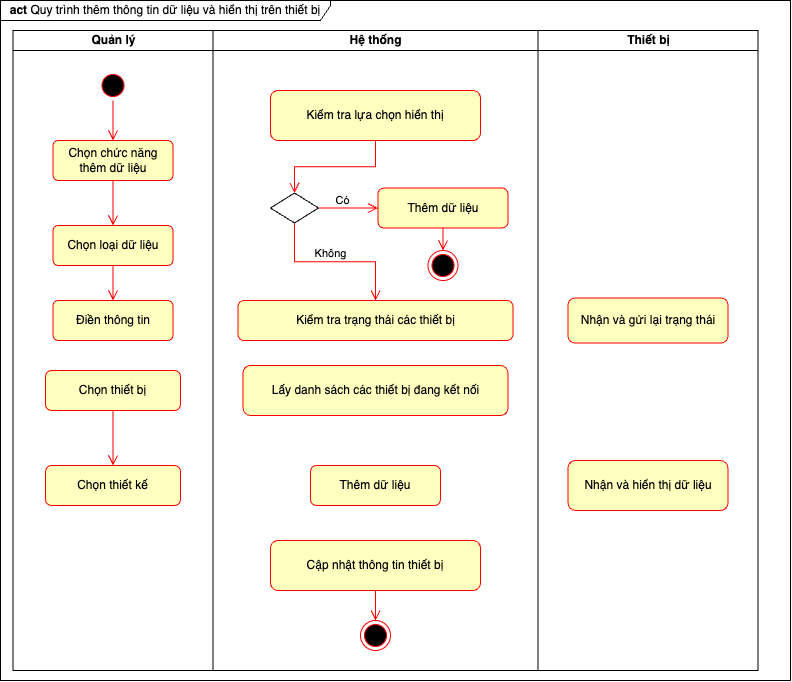 act Quy trình thêm thông tin dữ liệu và hiển thị trên thiết bị
Quản lý
Hệ thống
Thiết bị
Kiểm tra lựa chọn hiển thị
Chọn chức năng
thêm dữ liệu
Có
Thêm dữ liệu
Chọn loại dữ liệu
Không
Điền thông tin
Kiểm tra trạng thái các thiết bị
Nhận và gửi lại trạng thái
Chọn thiết bị
Lấy danh sách các thiết bị đang kết nối
Chọn thiết kế
Thêm dữ liệu
Nhận và hiển thị dữ liệu
Cập nhật thông tin thiết bị